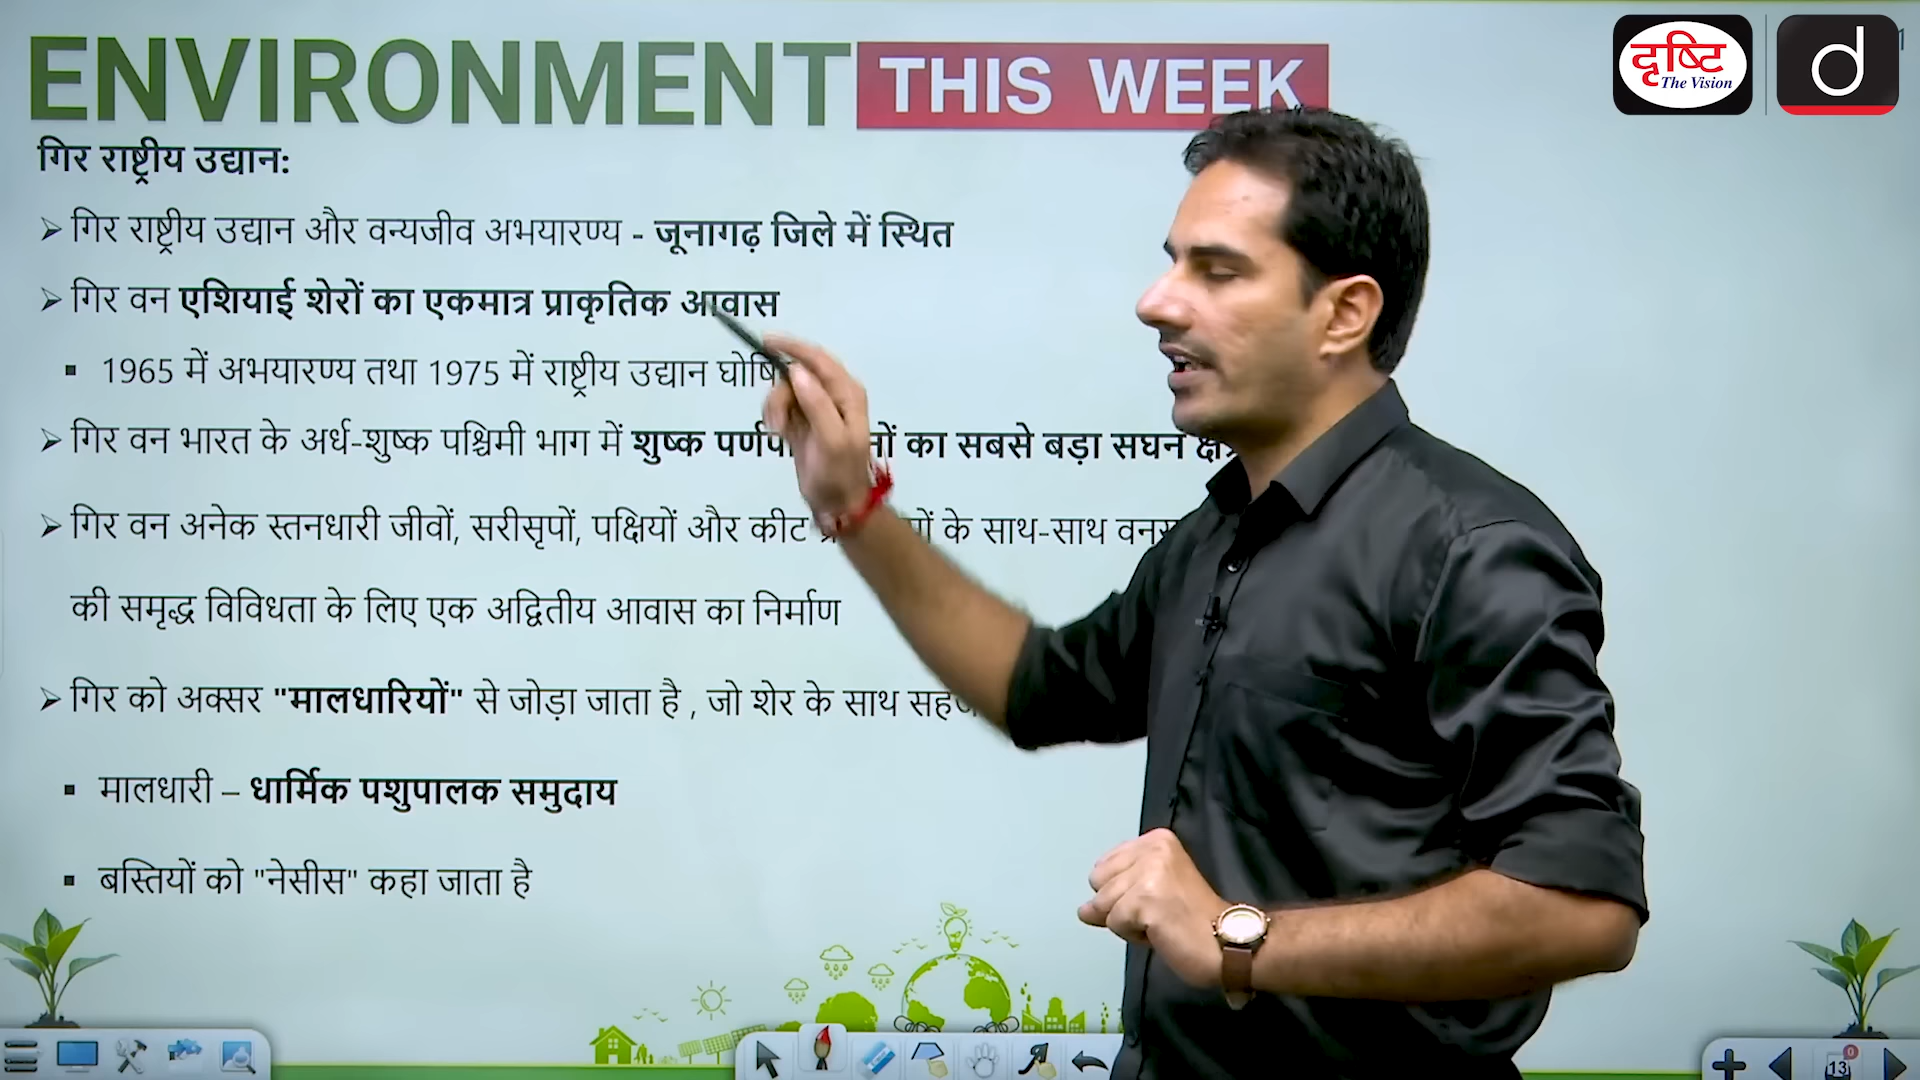 ENVIRONMENT THIS WEEK
दृष्टि
The Vision
d
गिर राष्ट्रीय उद्यान:
गिर राष्ट्रीय उद्यान और वन्यजीव अभयारण्य - जूनागढ़ जिले में स्थित
गिर वन एशियाई शेरों का एकमात्र प्राकृतिक आवास
1965 में अभयारण्य तथा 1975 में राष्ट्रीय उद्यान
गिर वन भारत के अर्ध-शुष्क पश्चिमी भाग में शुष्क का सबसे बड़ा सघन
गिर वन अनेक स्तनधारी जीवों, सरीसृपों, पक्षियों और कीट के साथ-साथ
की समृद्ध विविधता के लिए एक अद्वितीय आवास का निर्माण
गिर को अक्सर "मालधारियों" से जोड़ा जाता है , जो शेर के साथ
मालधारी – धार्मिक पशुपालक समुदाय
बस्तियों को "नेसीस" कहा जाता है
13
0